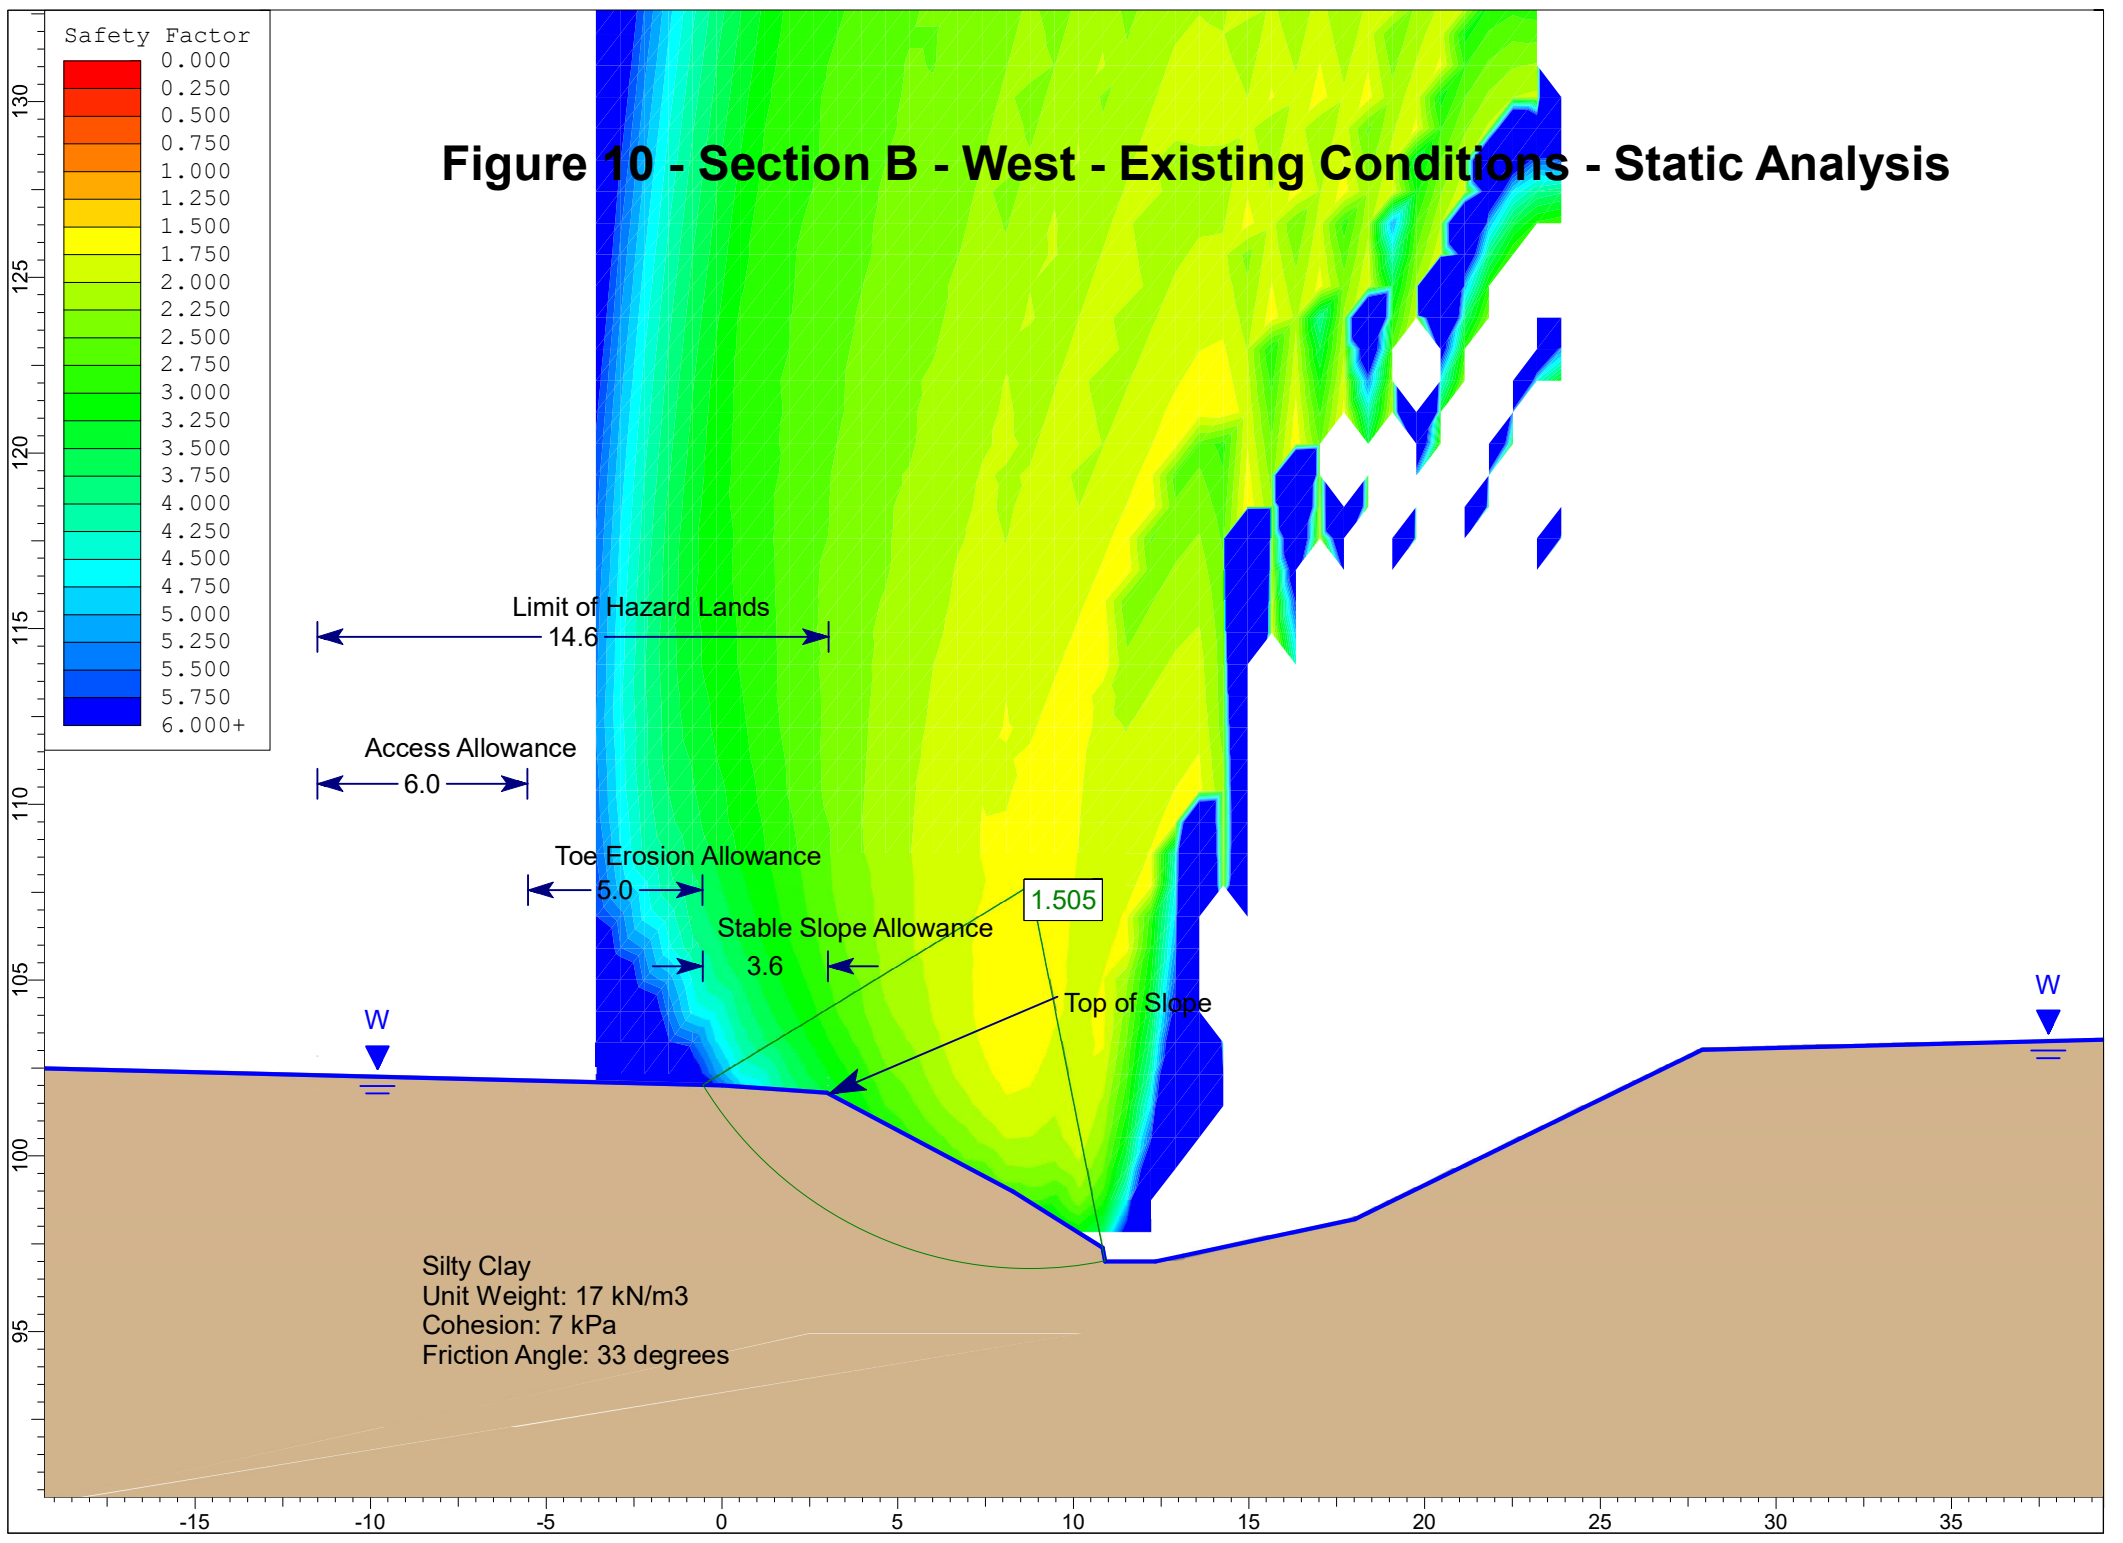 Safety Factor
0.000
0.250
0.500
0.750
1.000
1.250
1.500
1.750
2.000
2.250
2.500
2.750
3.000
3.250
3.500
3.750
4.000
4.250
4.500
4.750
5.000
5.250
5.500
5.750
6.000+
Figure 10 - Section B - West - Existing Conditions - Static Analysis
Limit of Hazard Lands
14.6
Access Allowance
6.0
Toe Erosion Allowance
5.0
1.505
Stable Slope Allowance
3.6
Top of Slope
W
W
Silty Clay
Unit Weight: 17 kN/m3
Cohesion: 7 kPa
Friction Angle: 33 degrees
130
125
120
115
110
105
100
95
-15 -10 -5 0 5 10 15 20 25 30 35